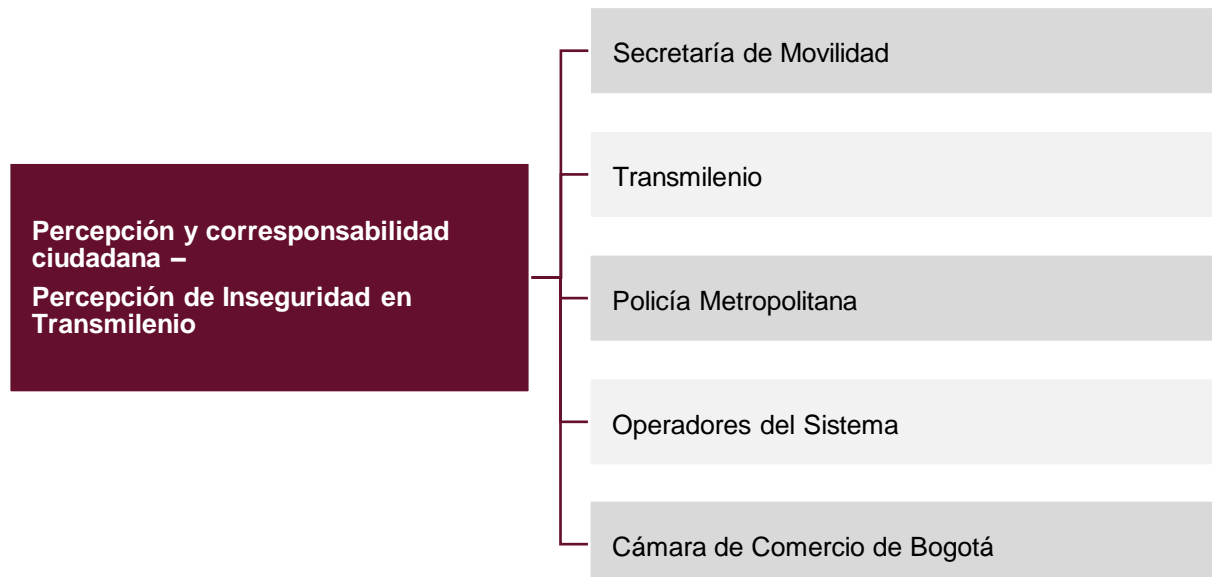 Percepción y corresponsabilidad
ciudadana –
Percepción de Inseguridad en
Transmilenio
Secretaría de Movilidad
Transmilenio
Policía Metropolitana
Operadores del Sistema
Cámara de Comercio de Bogotá